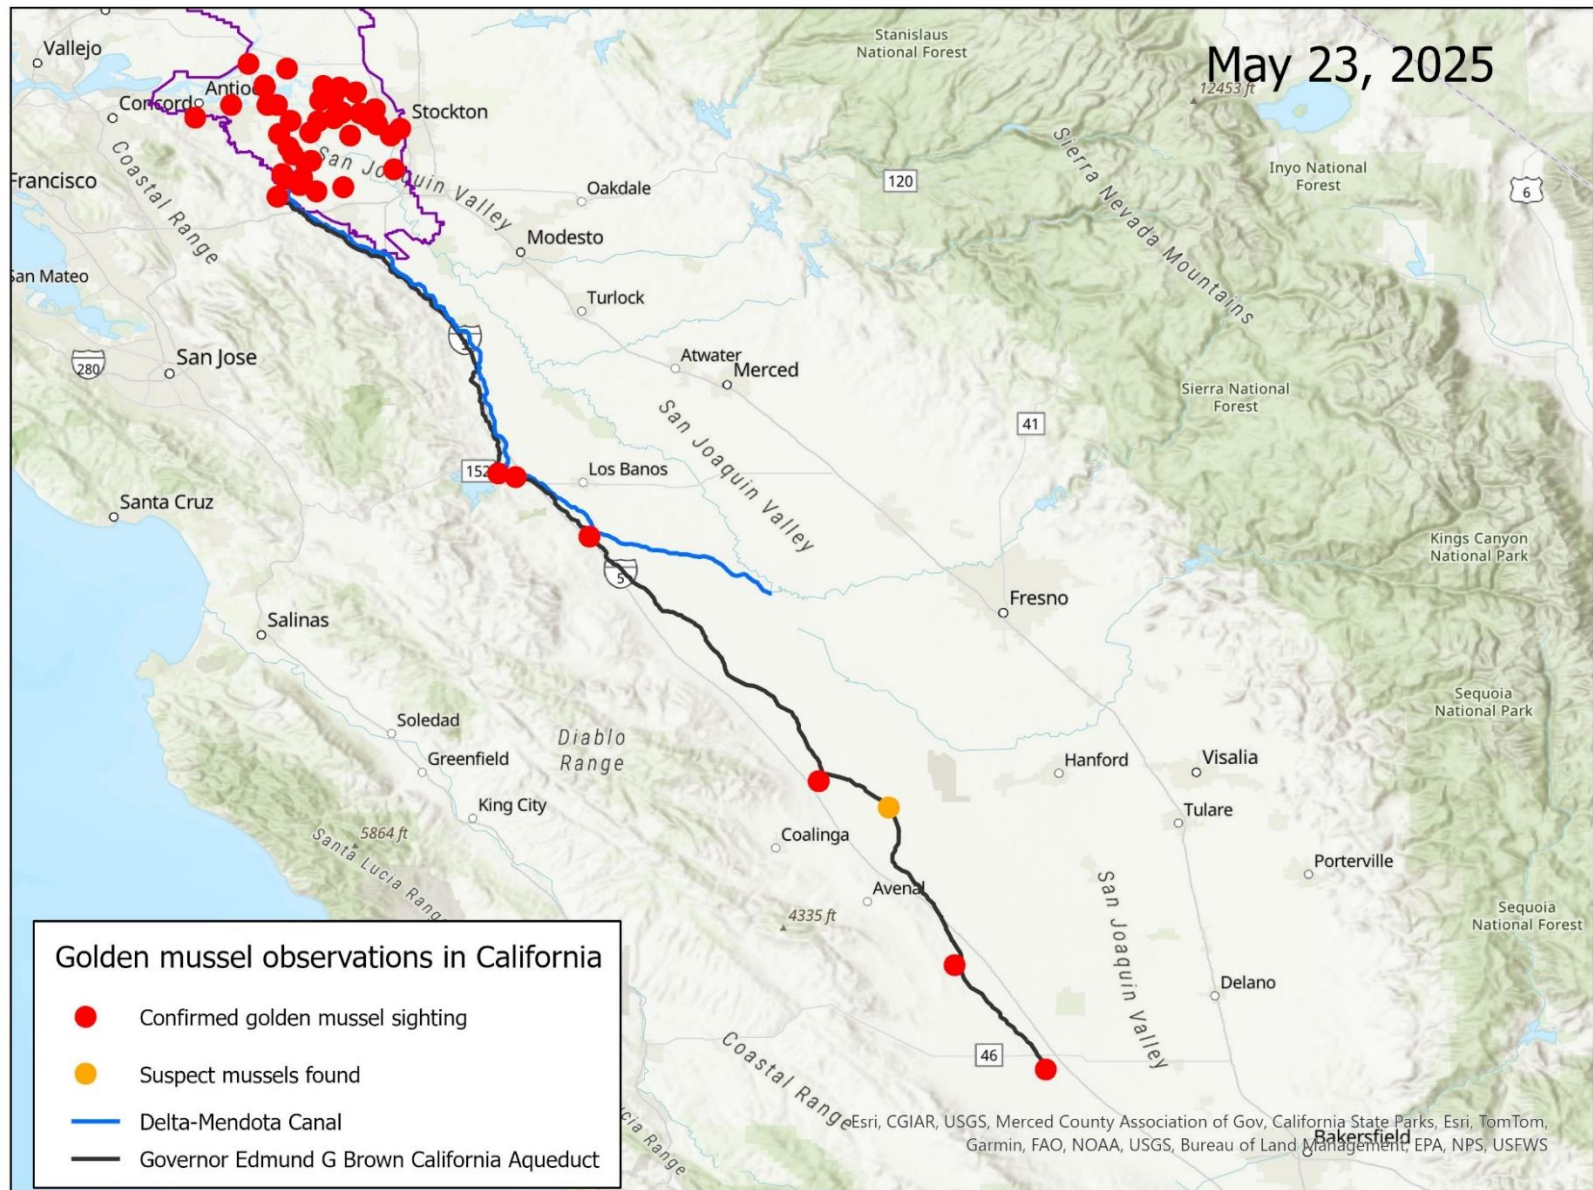 May 23, 2025
Stanislaus
National Forest
Vallejo
12453 ft
Concord
Stockton
Inyo National
Forest
Coastal Range
San Joaquin Valley
Sierra Nevada Mountains
Francisco
120
6
Oakdale
Modesto
San Mateo
Turlock
San Jose
280
Atwater
Merced
Sierra National
Forest
San Joaquin Valley
41
152
Los Banos
Santa Cruz
Kings Canyon
National Park
5
Fresno
Salinas
Sequoia
National Park
Soledad
Diablo
Range
Greenfield
Hanford
Visalia
King City
Tulare
5864 ft
Coalinga
Porterville
Santa Lucia Range
Avenal
San Joaquin Valley
4335 ft
Sequoia
National Forest
Delano
46
Coastal Range
Range
Bakersfield
Golden mussel observations in California
Confirmed golden mussel sighting
Suspect mussels found
Delta-Mendota Canal
Governor Edmund G Brown California Aqueduct
Esri, CGIAR, USGS, Merced County Association of Gov, California State Parks, Esri, TomTom,
Garmin, FAO, NOAA, USGS, Bureau of Land Management, EPA, NPS, USFWS